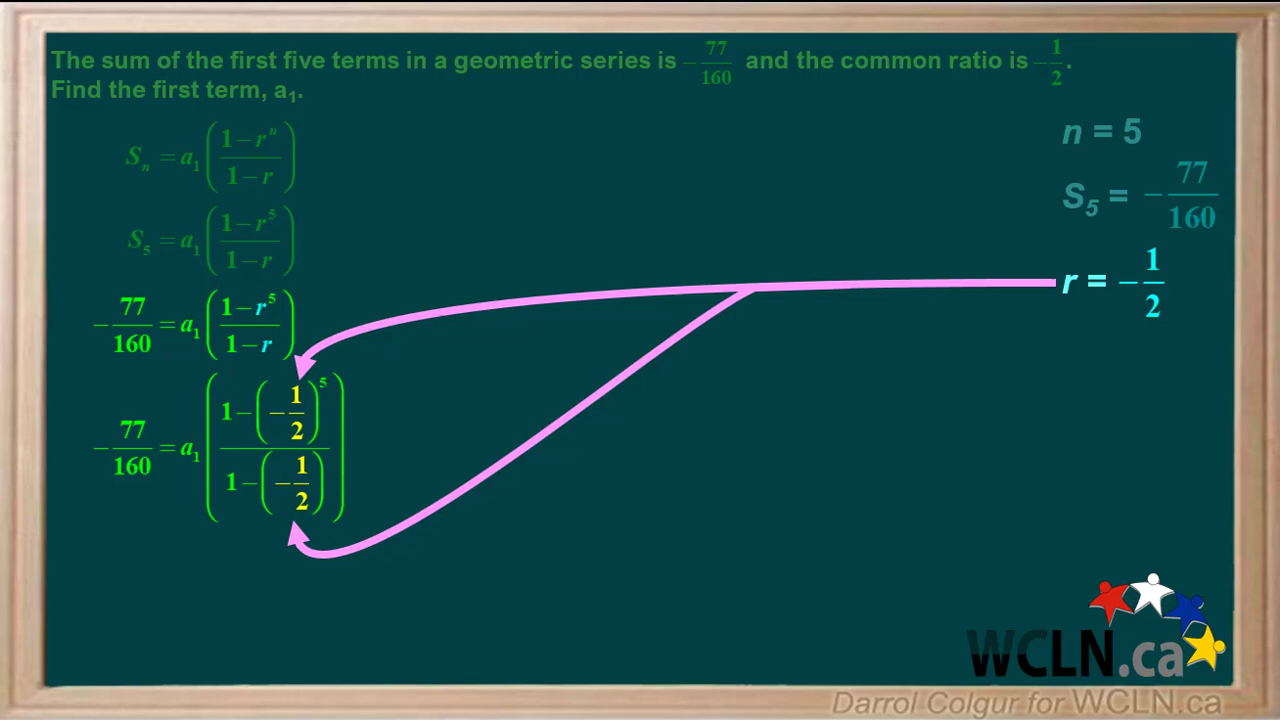 The sum of the first five terms in a geometric series is −77/160 and the common ratio is −1/2.
Find the first term, a₁.
n = 5
S₅ = −77/160
r = −1/2
Sₙ = a₁((1−rⁿ)/(1−r))
S₅ = a₁((1−r⁵)/(1−r))
−77/160 = a₁((1−r⁵)/(1−r))
−77/160 = a₁((1−(−1/2)⁵)/(1−(−1/2)))
WCLN.ca
Darrol Colgur for WCLN.ca